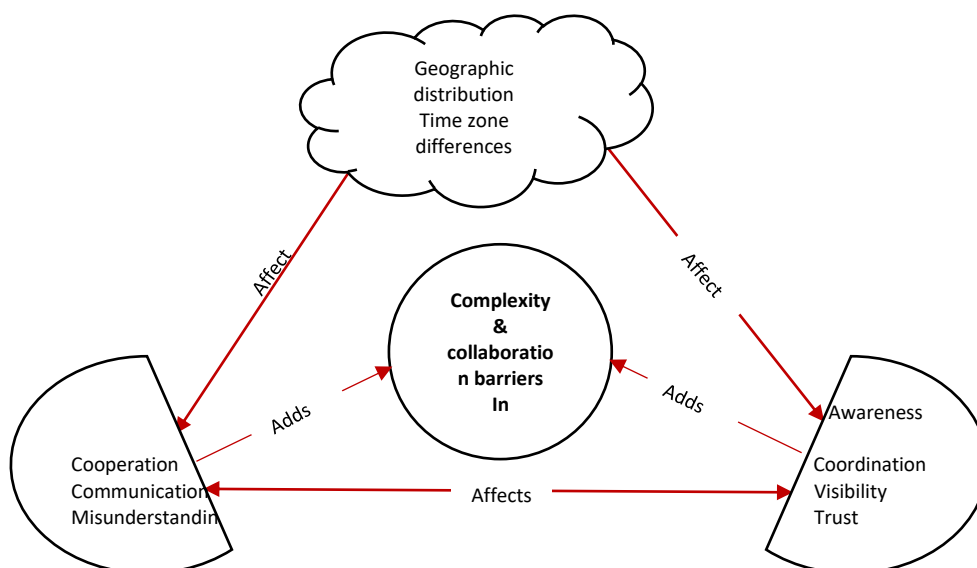 Geographic
distribution
Time zone
differences
Affect
Affect
Complexity
&
collaboratio
n barriers
In
Adds
Adds
Awareness
Cooperation
Communication
Misunderstandin
Coordination
Visibility
Trust
Affects